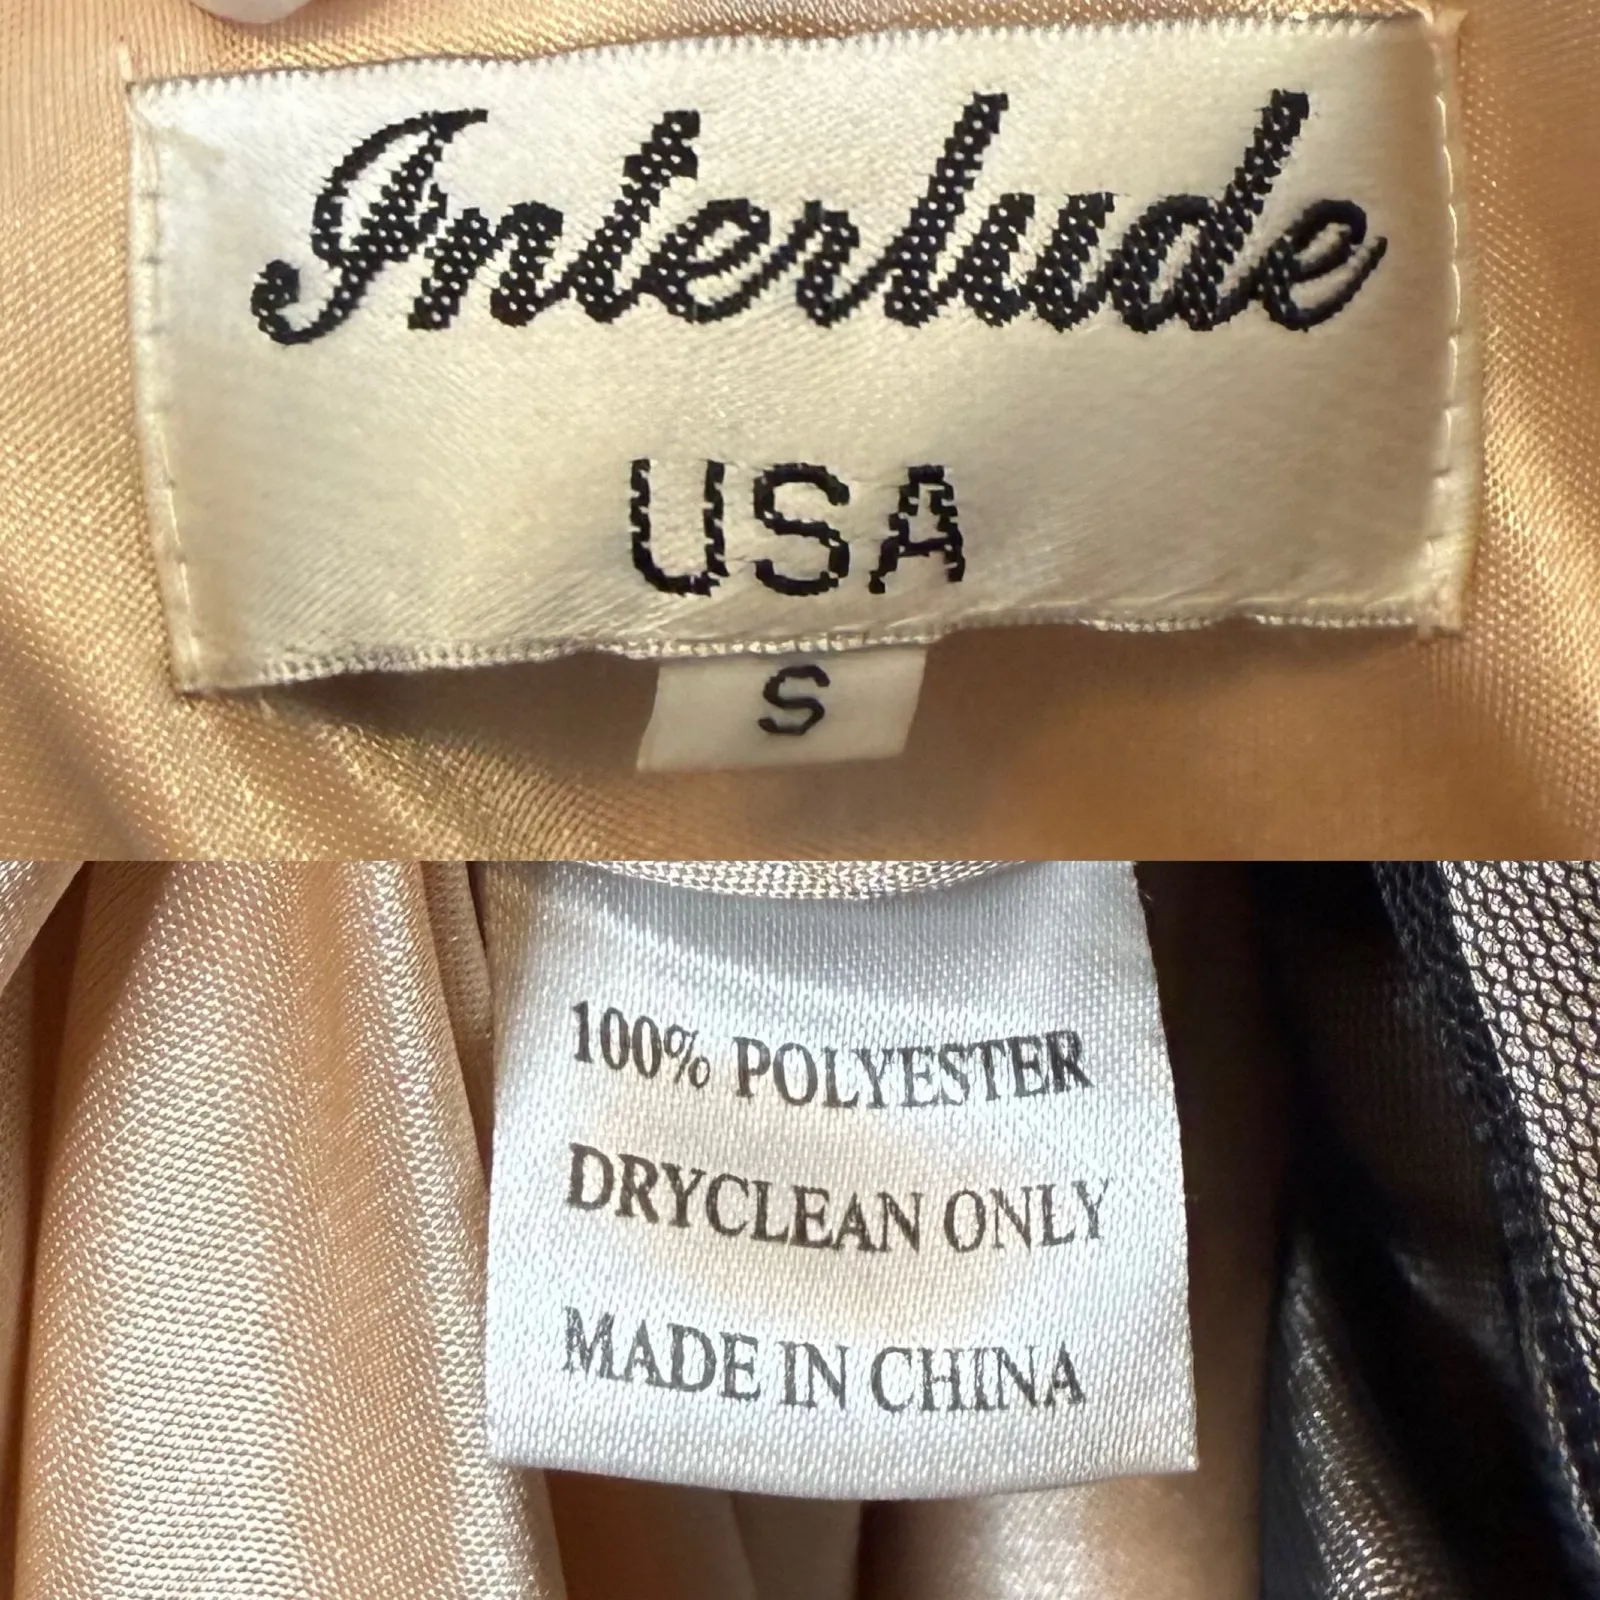 Interlude
USA
S
100% POLYESTER
DRYCLEAN ONLY
MADE IN CHINA